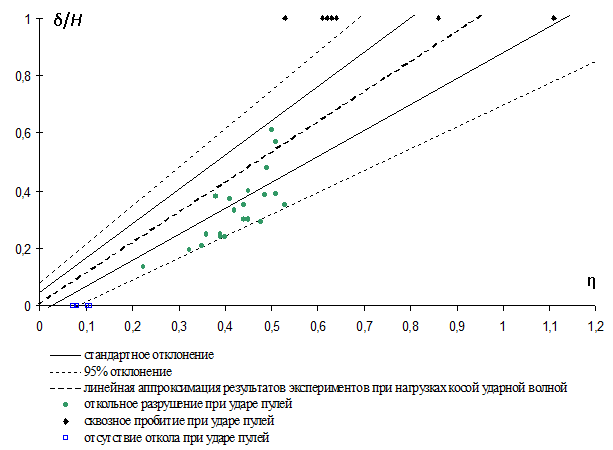 δ/H
1
0,8
0,6
0,4
0,2
0
η
0 0,1 0,2 0,3 0,4 0,5 0,6 0,7 0,8 0,9 1 1,1 1,2
стандартное отклонение
95% отклонение
линейная аппроксимация результатов экспериментов при нагрузках косой ударной волной
откольное разрушение при ударе пулей
сквозное пробитие при ударе пулей
отсутствие откола при ударе пулей